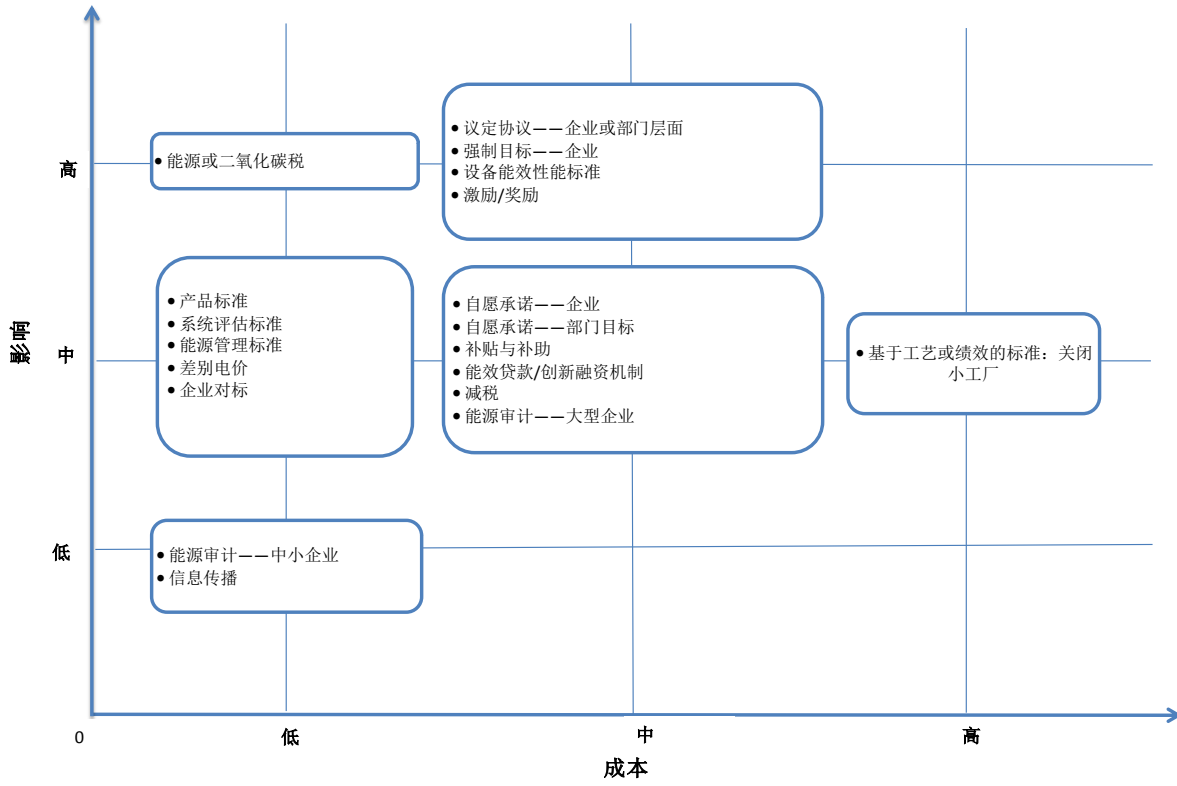 ● 议定协议——企业或部门层面
● 强制目标——企业
● 设备能效性能标准
● 激励/奖励
高
● 能源或二氧化碳税
● 产品标准
● 系统评估标准
● 能源管理标准
● 差别电价
● 企业对标
● 自愿承诺——企业
● 自愿承诺——部门目标
● 补贴与补助
● 能效贷款/创新融资机制
● 减税
● 能源审计——大型企业
● 基于工艺或绩效的标准：关闭
小工厂
影响
中
低
● 能源审计——中小企业
● 信息传播
0
低
中
高
成本